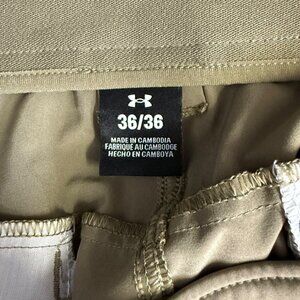 36/36
MADE IN CAMBODIA
FABRIQUÉ AU CAMBODGE
HECHO EN CAMBOYA